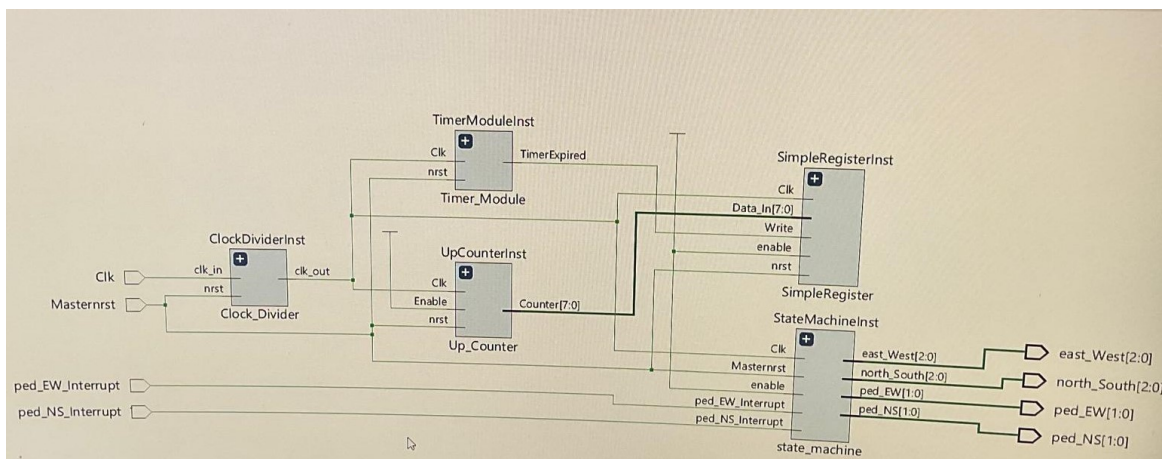 TimerModuleInst
Clk
nrst
TimerExpired
Timer_Module
SimpleRegisterInst
Clk
Data_In[7:0]
Write
enable
nrst
SimpleRegister
ClockDividerInst
clk_in
nrst
clk_out
Clock_Divider
Clk
Masternrst
UpCounterInst
Clk
Enable
nrst
Counter[7:0]
Up_Counter
StateMachineInst
Clk
Masternrst
enable
ped_EW_Interrupt
ped_NS_Interrupt
east_West[2:0]
north_South[2:0]
ped_EW[1:0]
ped_NS[1:0]
state_machine
ped_EW_Interrupt
ped_NS_Interrupt
east_West[2:0]
north_South[2:0]
ped_EW[1:0]
ped_NS[1:0]